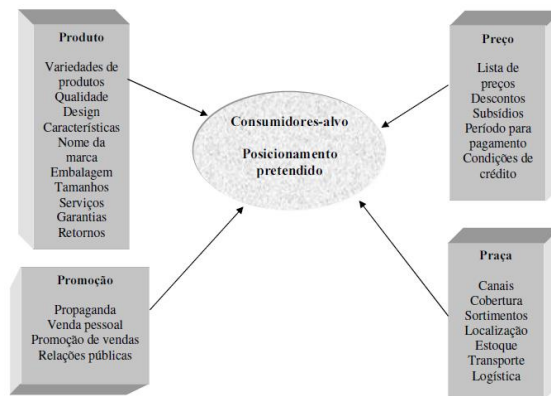 Produto
Variedades de
produtos
Qualidade
Design
Características
Nome da
marca
Embalagem
Tamanhos
Serviços
Garantias
Retornos
Consumidores-alvo
Posicionamento
pretendido
Preço
Lista de
preços
Descontos
Subsídios
Período para
pagamento
Condições de
crédito
Promoção
Propaganda
Venda pessoal
Promoção de vendas
Relações públicas
Praça
Canais
Cobertura
Sortimentos
Localização
Estoque
Transporte
Logística